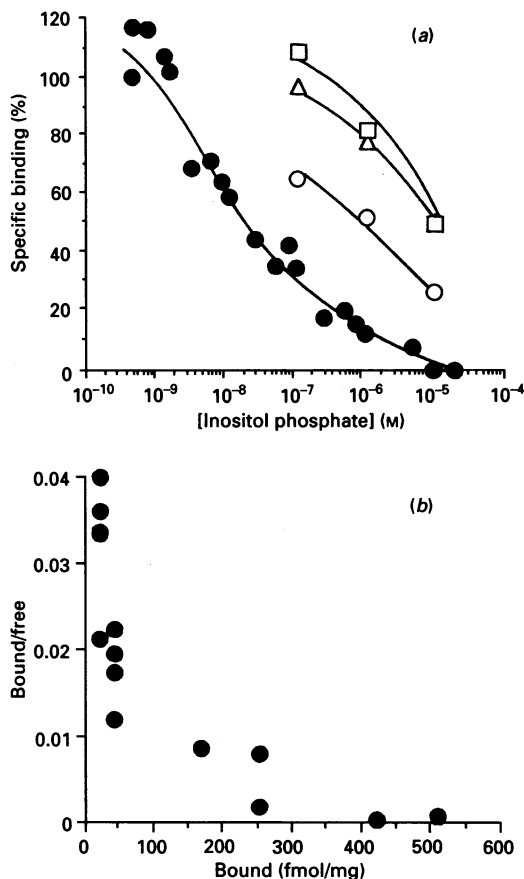 (a)
Specific binding (%)
120
100
80
60
40
20
0
10⁻¹⁰ 10⁻⁹ 10⁻⁸ 10⁻⁷ 10⁻⁶ 10⁻⁵ 10⁻⁴
[Inositol phosphate] (M)
(b)
Bound/free
0.04
0.03
0.02
0.01
0
0 100 200 300 400 500 600
Bound (fmol/mg)